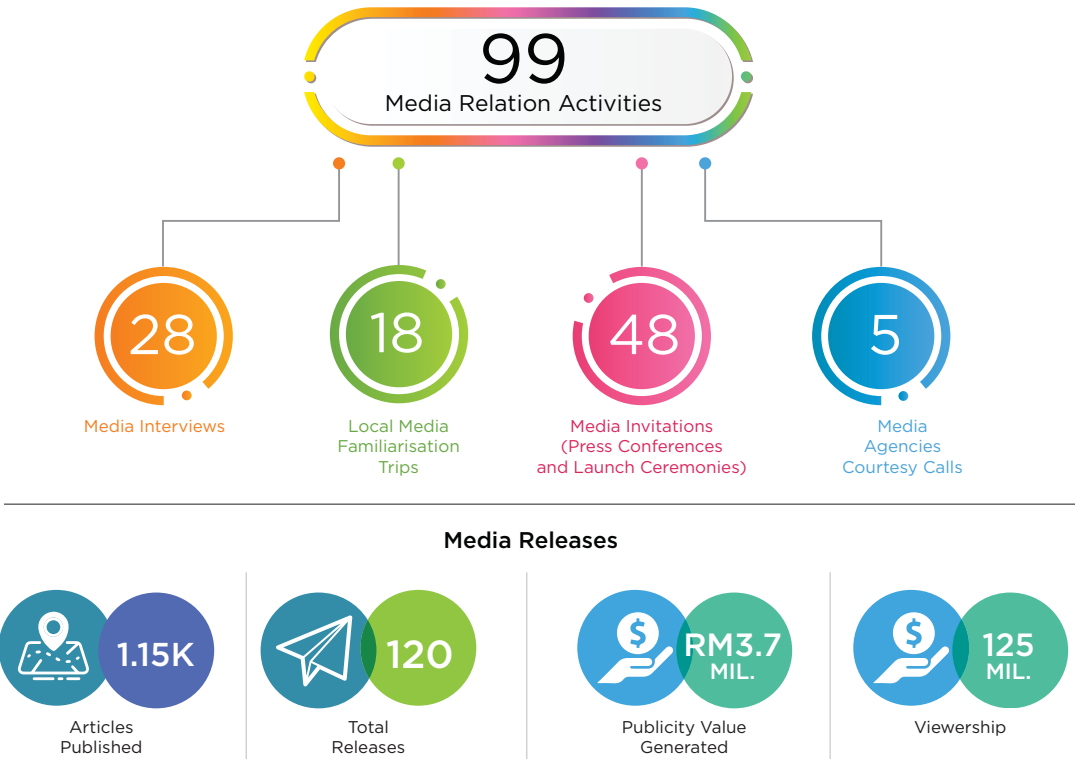 99
Media Relation Activities
28
Media Interviews
18
Local Media
Familiarisation
Trips
48
Media Invitations
(Press Conferences
and Launch Ceremonies)
5
Media
Agencies
Courtesy Calls
Media Releases
1.15K
Articles
Published
120
Total
Releases
$
RM3.7
MIL.
Publicity Value
Generated
$
125
MIL.
Viewership